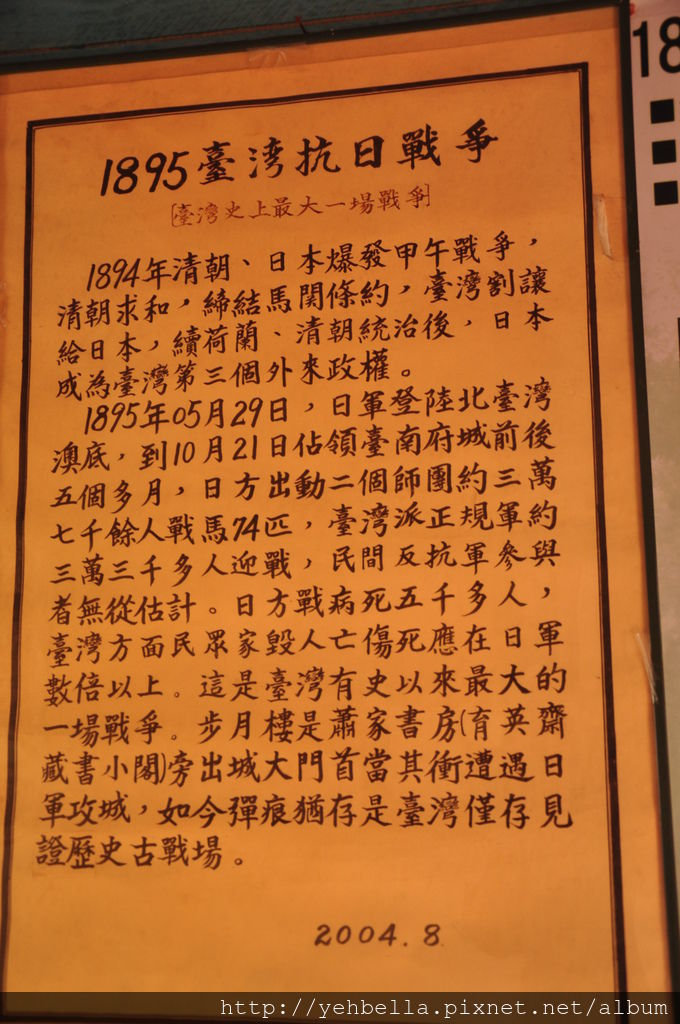 1895臺湾抗日戰爭
[臺灣史上最大一場戰爭]
1894年清朝、日本爆發甲午戰爭，
清朝求和，締結馬関條約，臺灣割讓
給日本，續荷蘭、清朝統治後，日本
成為臺灣第三個外來政權。
1895年05月29日，日軍登陸北臺灣
澳底，到10月21日佔領臺南府城前後
五個多月，日方出動二個師團約三萬
七千餘人戰馬74匹，臺灣派正規軍約
三萬三千多人迎戰，民間反抗軍參與
者無從估計。日方戰病死五千多人，
臺灣方面民眾家毀人亡傷死應在日軍
數倍以上。這是臺灣有史以來最大的
一場戰爭。步月樓是蕭家書房(育英齋
藏書小閣)旁出城大門首當其衝遭遇日
軍攻城，如今彈痕猶存是臺灣僅存見
證歷史古戰場。
2004.8
18
http://yehbella.pixnet.net/album